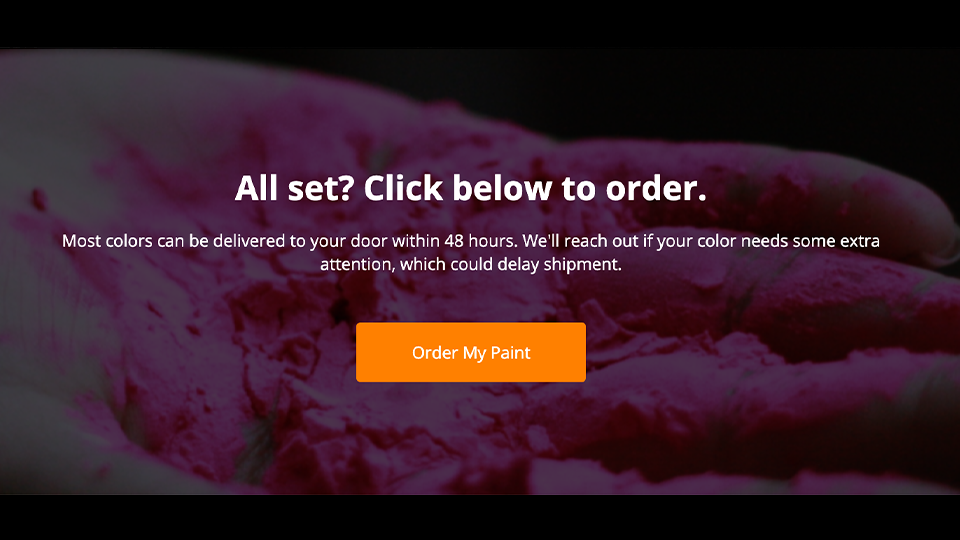 All set? Click below to order.
Most colors can be delivered to your door within 48 hours. We'll reach out if your color needs some extra
attention, which could delay shipment.
Order My Paint